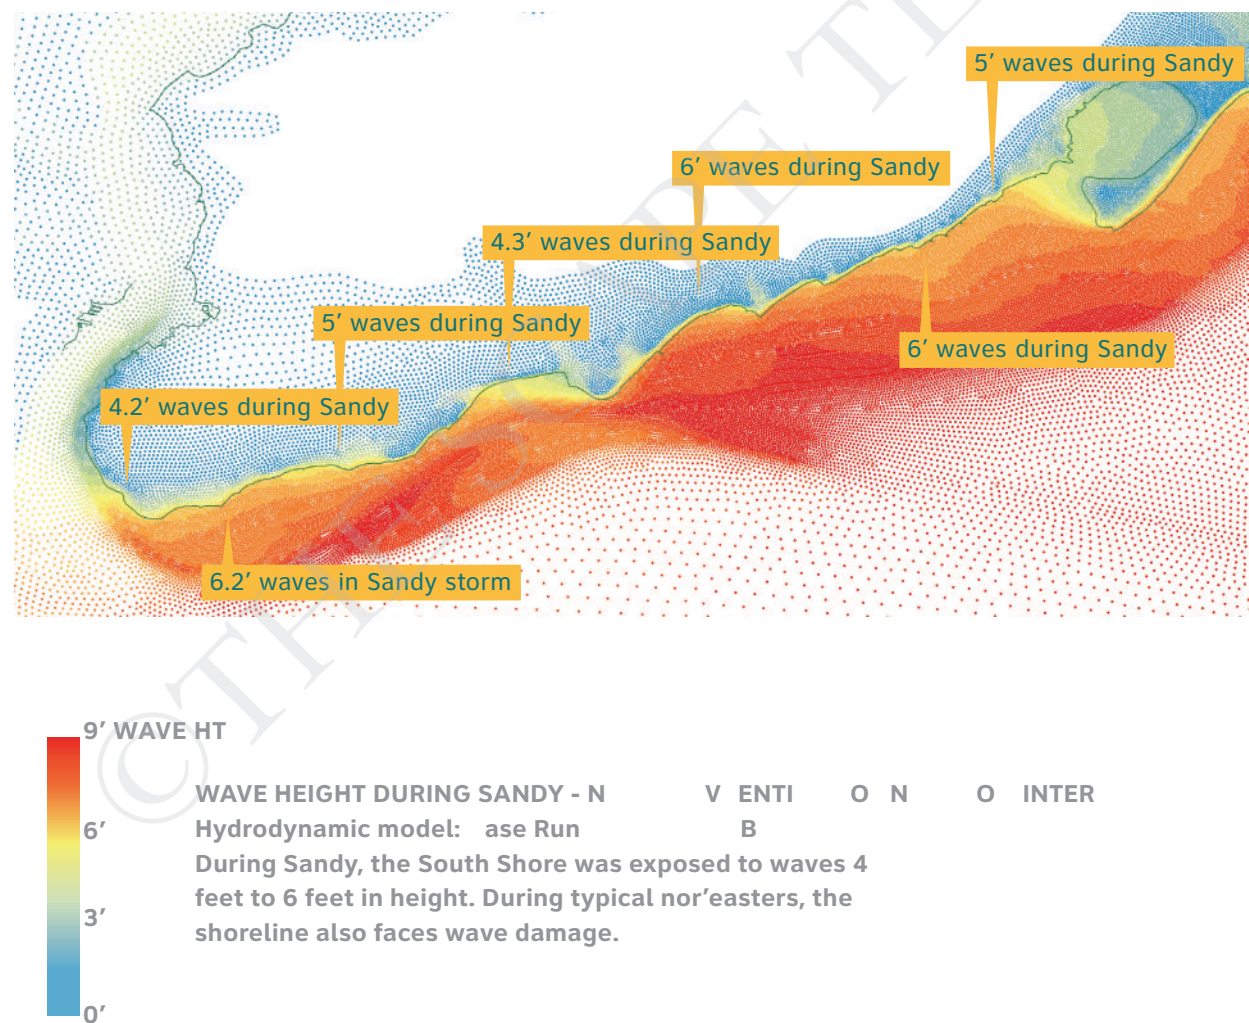 5’ waves during Sandy
6’ waves during Sandy
4.3’ waves during Sandy
5’ waves during Sandy
6’ waves during Sandy
4.2’ waves during Sandy
6.2’ waves in Sandy storm
9’ WAVE HT
6’
3’
0’
WAVE HEIGHT DURING SANDY - N V ENTI O N O INTER
Hydrodynamic model: ase Run B
During Sandy, the South Shore was exposed to waves 4
feet to 6 feet in height. During typical nor’easters, the
shoreline also faces wave damage.